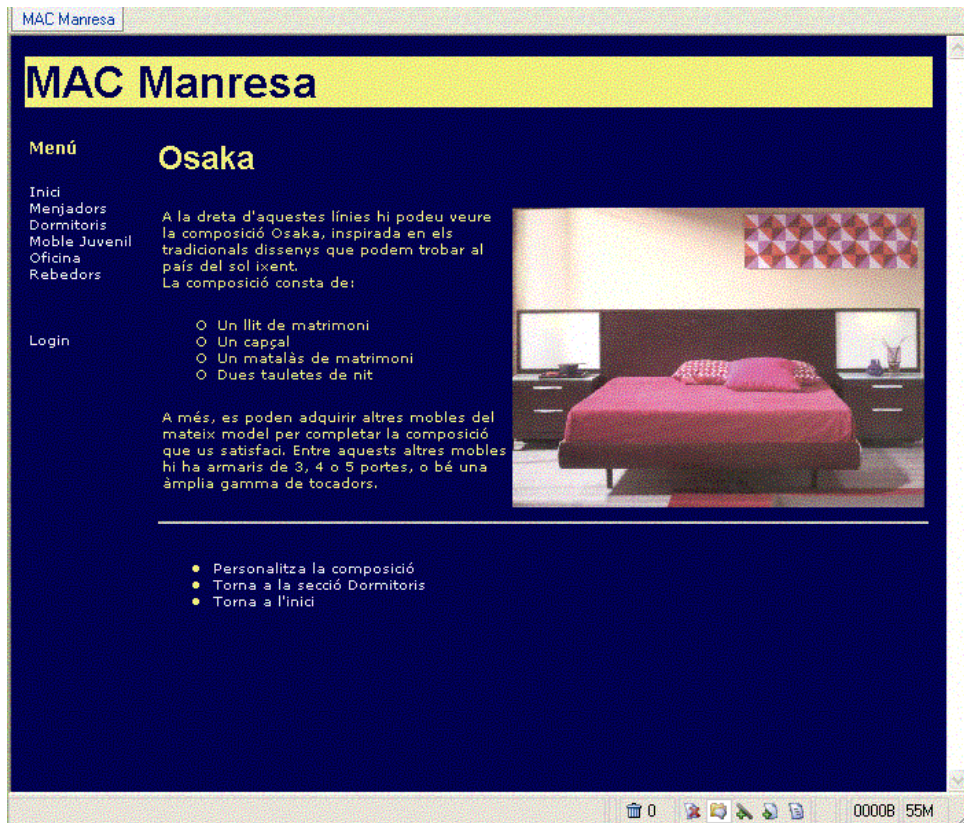 MAC Manresa
MAC Manresa
Menú
Inici
Menjadors
Dormitoris
Moble Juvenil
Oficina
Rebedors
Login
Osaka
A la dreta d'aquestes línies hi podeu veure
la composició Osaka, inspirada en els
tradicionals dissenys que podem trobar al
país del sol ixent.
La composició consta de:
Un llit de matrimoni
Un capçal
Un matalàs de matrimoni
Dues tauletes de nit
A més, es poden adquirir altres mobles del
mateix model per completar la composició
que us satisfaci. Entre aquests altres mobles
hi ha armaris de 3, 4 o 5 portes, o bé una
àmplia gamma de tocadors.
Personalitza la composició
Torna a la secció Dormitoris
Torna a l'inici
0 0000B 55M